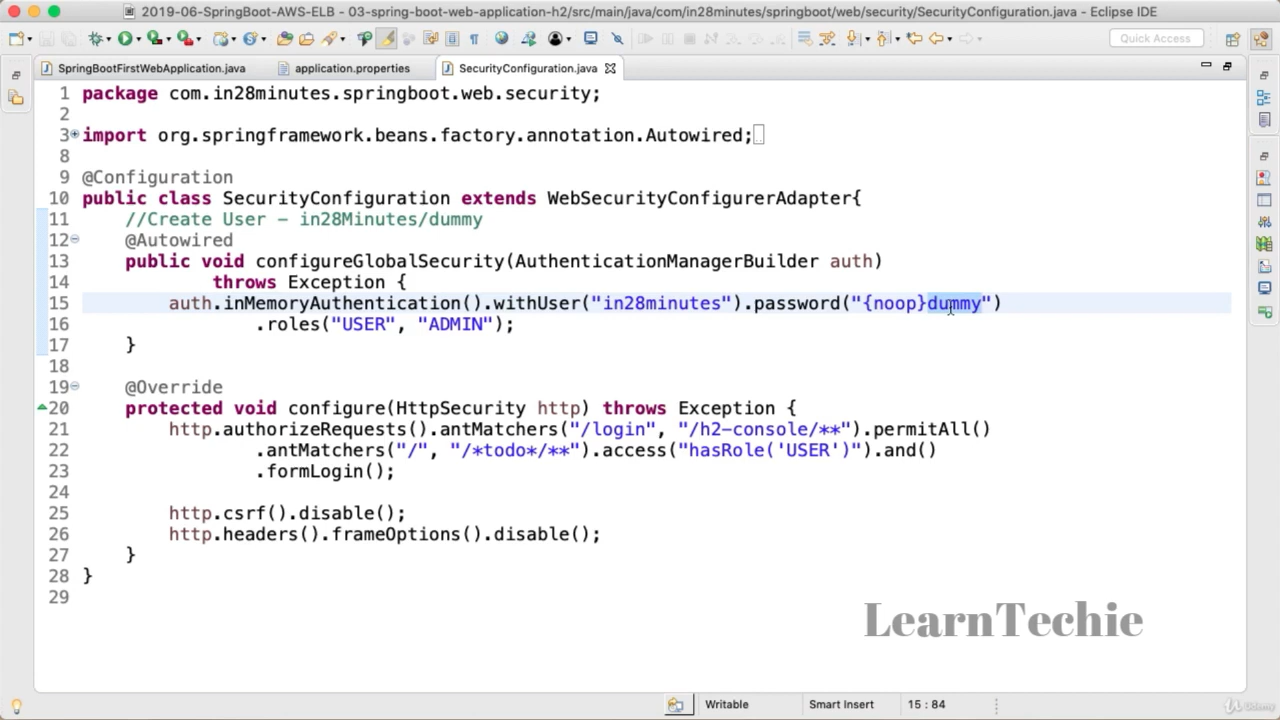 2019-06-SpringBoot-AWS-ELB - 03-spring-boot-web-application-h2/src/main/java/com/in28minutes/springboot/web/security/SecurityConfiguration.java - Eclipse IDE
Quick Access
SpringBootFirstWebApplication.java application.properties SecurityConfiguration.java
1 package com.in28minutes.springboot.web.security;
2
3 import org.springframework.beans.factory.annotation.Autowired;
8
9 @Configuration
10 public class SecurityConfiguration extends WebSecurityConfigurerAdapter{
11 //Create User - in28Minutes/dummy
12 @Autowired
13 public void configureGlobalSecurity(AuthenticationManagerBuilder auth)
14 throws Exception {
15 auth.inMemoryAuthentication().withUser("in28minutes").password("{noop}dummy")
16 .roles("USER", "ADMIN");
17 }
18
19 @Override
20 protected void configure(HttpSecurity http) throws Exception {
21 http.authorizeRequests().antMatchers("/login", "/h2-console/**").permitAll()
22 .antMatchers("/", "/*todo*/**").access("hasRole('USER')").and()
23 .formLogin();
24
25 http.csrf().disable();
26 http.headers().frameOptions().disable();
27 }
28 }
29
LearnTechie
Writable Smart Insert 15 : 84
Udemy